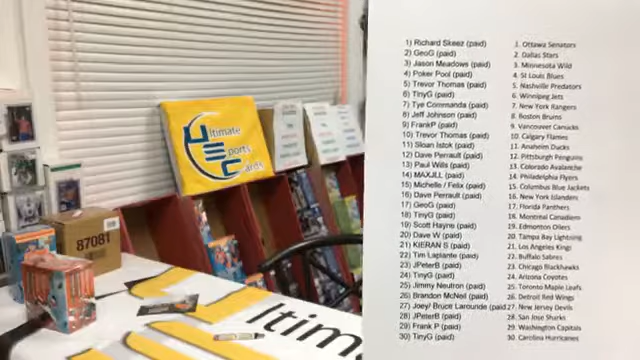 Ultimate
Sports
Cards
87081
ltim
1) Richard Skeez (paid) 1. Ottawa Senators
2) GeoG (paid) 2. Dallas Stars
3) Jason Meadows (paid) 3. Minnesota Wild
4) Poker Pool (paid) 4. St Louis Blues
5) Trevor Thomas (paid) 5. Nashville Predators
6) TinyG (paid) 6. Winnipeg Jets
7) Tye Commanda (paid) 7. New York Rangers
8) Jeff Johnson (paid) 8. Boston Bruins
9) FrankP (paid) 9. Vancouver Canucks
10) Trevor Thomas (paid) 10. Calgary Flames
11) Sloan Istok (paid) 11. Anaheim Ducks
12) Dave Perrault (paid) 12. Pittsburgh Penguins
13) Paul Wills (paid) 13. Colorado Avalanche
14) MAXJILL (paid) 14. Philadelphia Flyers
15) Michelle / Felix (paid) 15. Columbus Blue Jackets
16) Dave Perrault (paid) 16. New York Islanders
17) GeoG (paid) 17. Florida Panthers
18) TinyG (paid) 18. Montreal Canadiens
19) Scott Hayne (paid) 19. Edmonton Oilers
20) Dave W (paid) 20. Tampa Bay Lightning
21) KIERAN S (paid) 21. Los Angeles Kings
22) Tim Laplante (paid) 22. Buffalo Sabres
23) JPeterB (paid) 23. Chicago Blackhawks
24) TinyG (paid) 24. Arizona Coyotes
25) Jimmy Neutron (paid) 25. Toronto Maple Leafs
26) Brandon McNeil (paid) 26. Detroit Red Wings
27) Joey/ Bruce Larouride (paid 27. New Jersey Devils
28) JPeterB (paid) 28. San Jose Sharks
29) Frank P (paid) 29. Washington Capitals
30) TinyG (paid) 30. Carolina Hurricanes